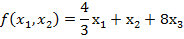 f(x₁,x₂) = 4/3 x₁ + x₂ + 8x₃